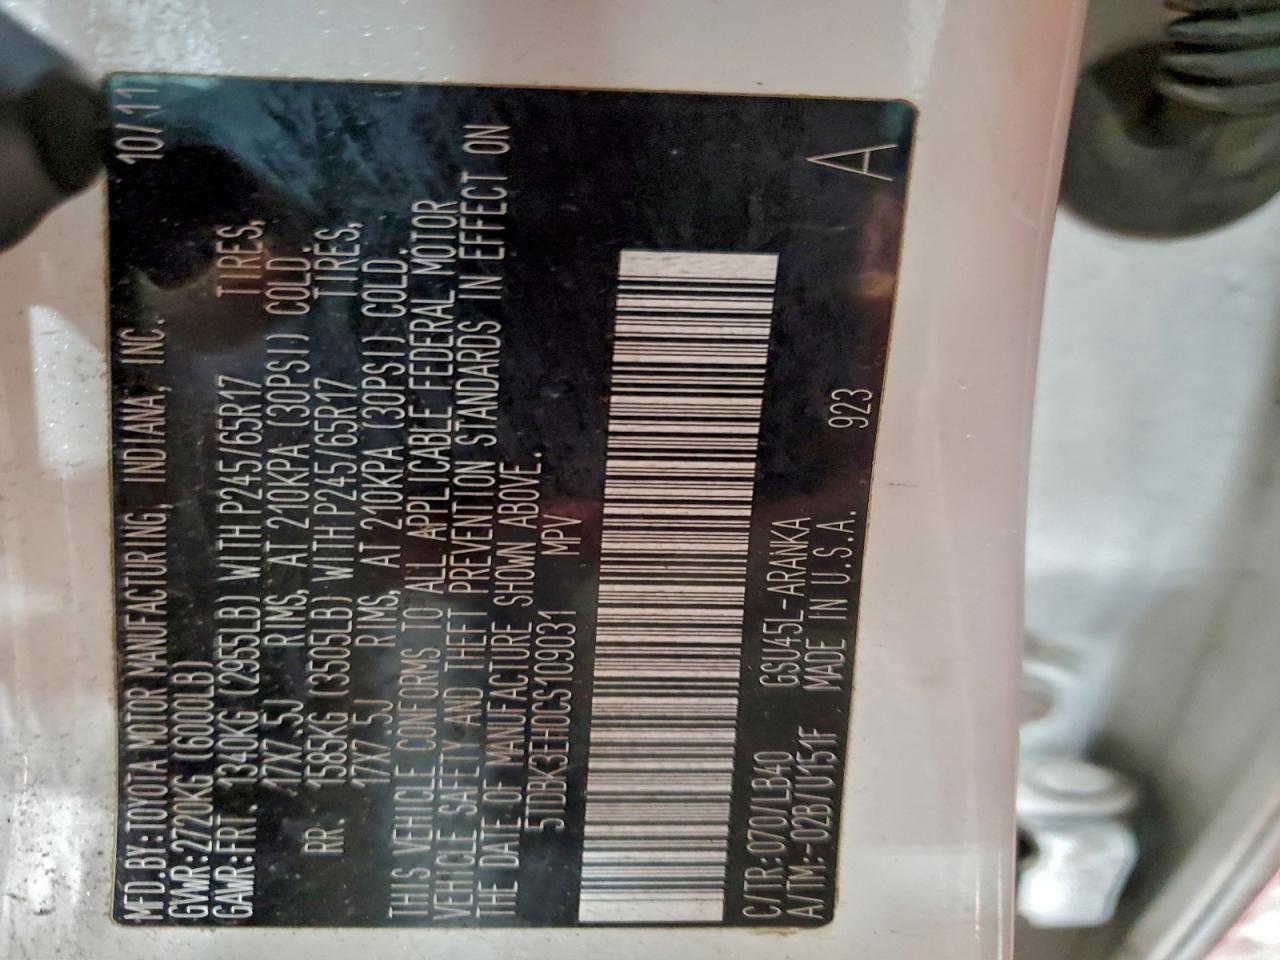 MFD.BY:TOYOTA MOTOR MANUFACTURING, INDIANA, INC. 10/11
GVWR:2720KG (6000LB)
GAWR:FRT. 1340KG (2955LB) WITH P245/65R17 TIRES,
17X7.5J RIMS, AT 210KPA (30PSI) COLD.
RR. 1585KG (3505LB) WITH P245/65R17 TIRES,
17X7.5J RIMS, AT 210KPA (30PSI) COLD.
THIS VEHICLE CONFORMS TO ALL APPLICABLE FEDERAL MOTOR
VEHICLE SAFETY AND THEFT PREVENTION STANDARDS IN EFFECT ON
THE DATE OF MANUFACTURE SHOWN ABOVE.
5TDBK3EH0CS109031 MPV
C/TR:070/LB40 GSU45L-ARANKA
A/TM:-02B/U151F MADE IN U.S.A. 923
A